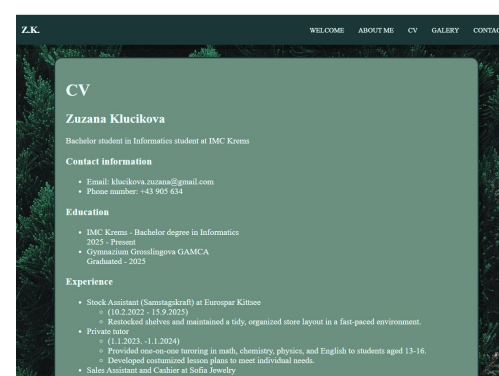 Z.K.
WELCOME ABOUT ME CV GALERY CONTAC
CV
Zuzana Klucikova
Bachelor student in Informatics student at IMC Krems
Contact information
• Email: klucikova.zuzana@gmail.com
• Phone number: +43 905 634
Education
• IMC Krems - Bachelor degree in Informatics
2025 - Present
• Gymnazium Grosslingova GAMCA
Graduated - 2025
Experience
• Stock Assistant (Samstagskraft) at Eurospar Kittsee
◦ (10.2.2022 - 15.9.2025)
◦ Restocked shelves and maintained a tidy, organized store layout in a fast-paced environment.
• Private tutor
◦ (1.1.2023. -1.1.2024)
◦ Provided one-on-one turoring in math, chemistry, physics, and English to students aged 13-16.
◦ Developed costumized lesson plans to meet individual needs.
• Sales Assistant and Cashier at Sofia Jewelry